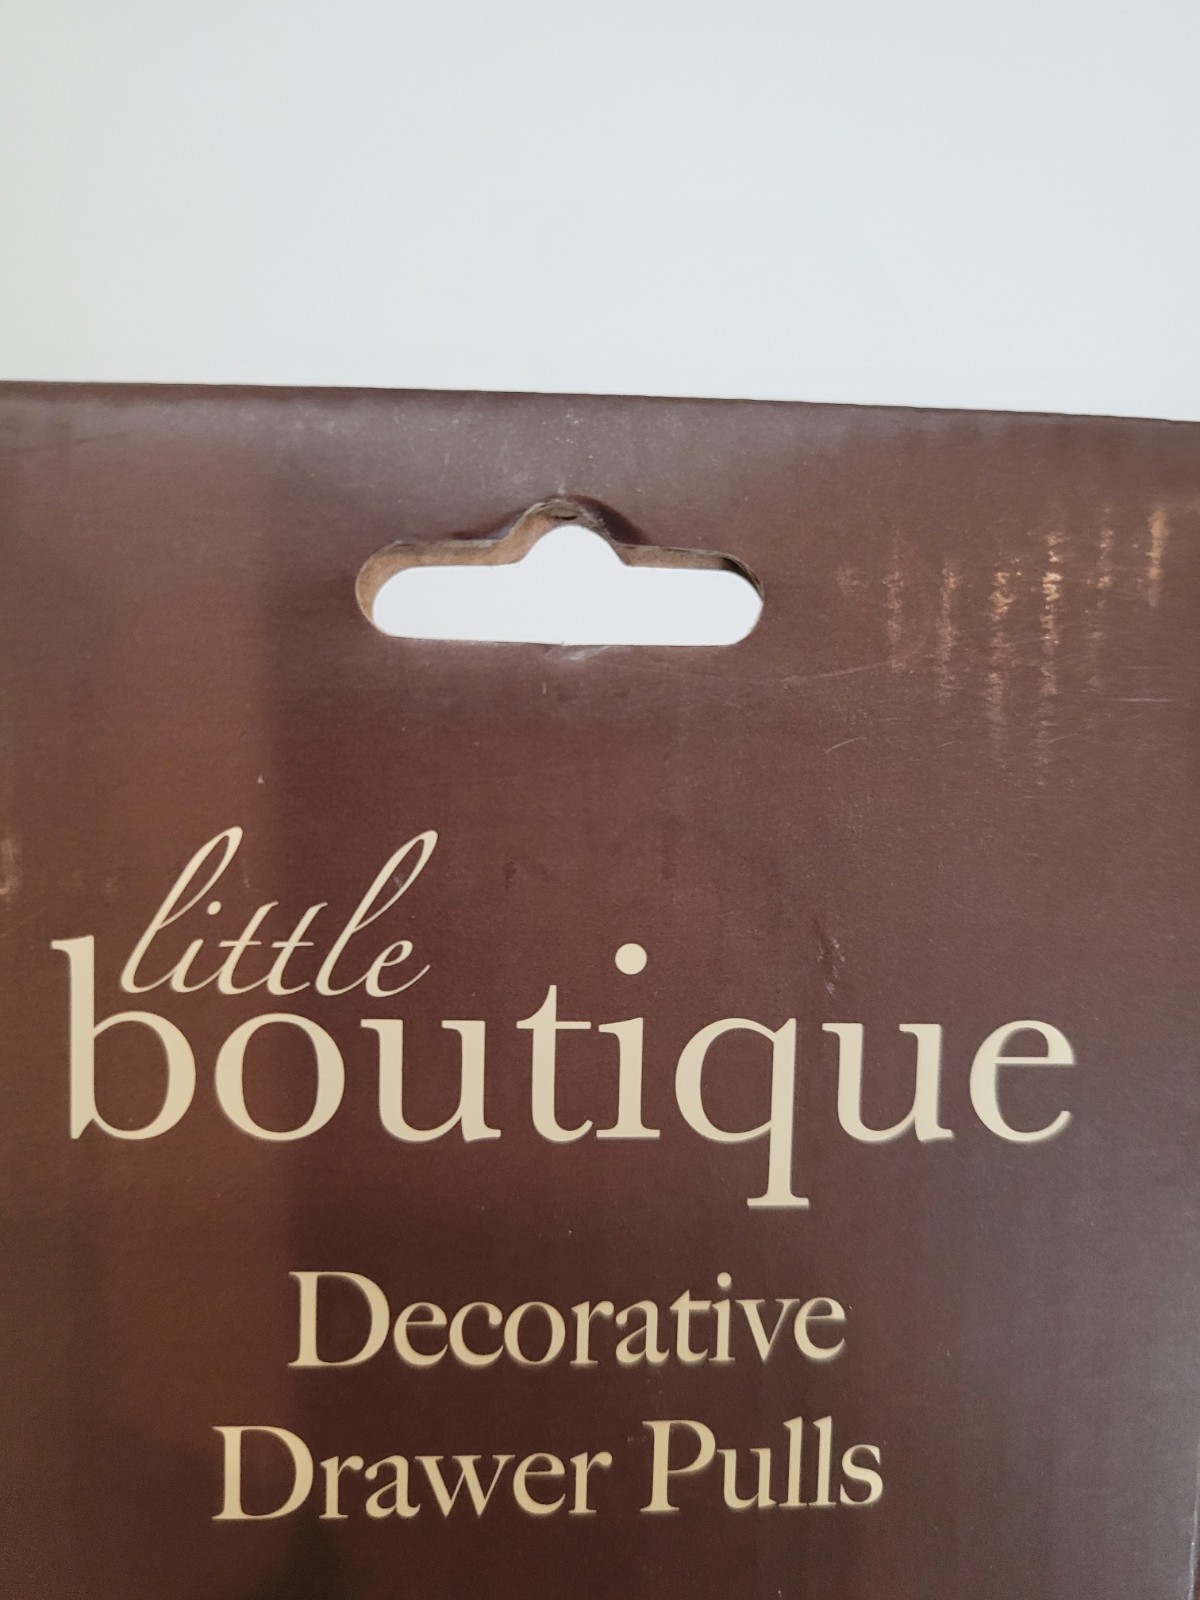 little
boutique
Decorative
Drawer Pulls